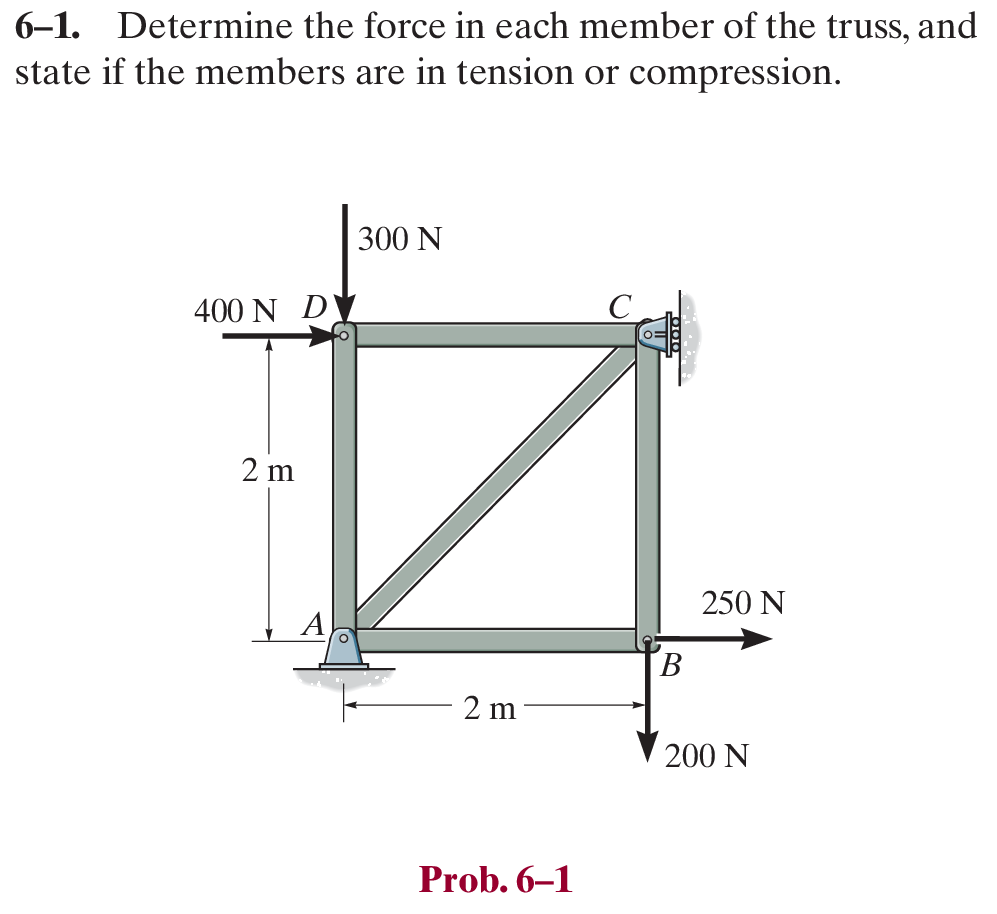 6–1. Determine the force in each member of the truss, and
state if the members are in tension or compression.
300 N
400 N D
C
2 m
250 N
A
B
2 m
200 N
Prob. 6–1